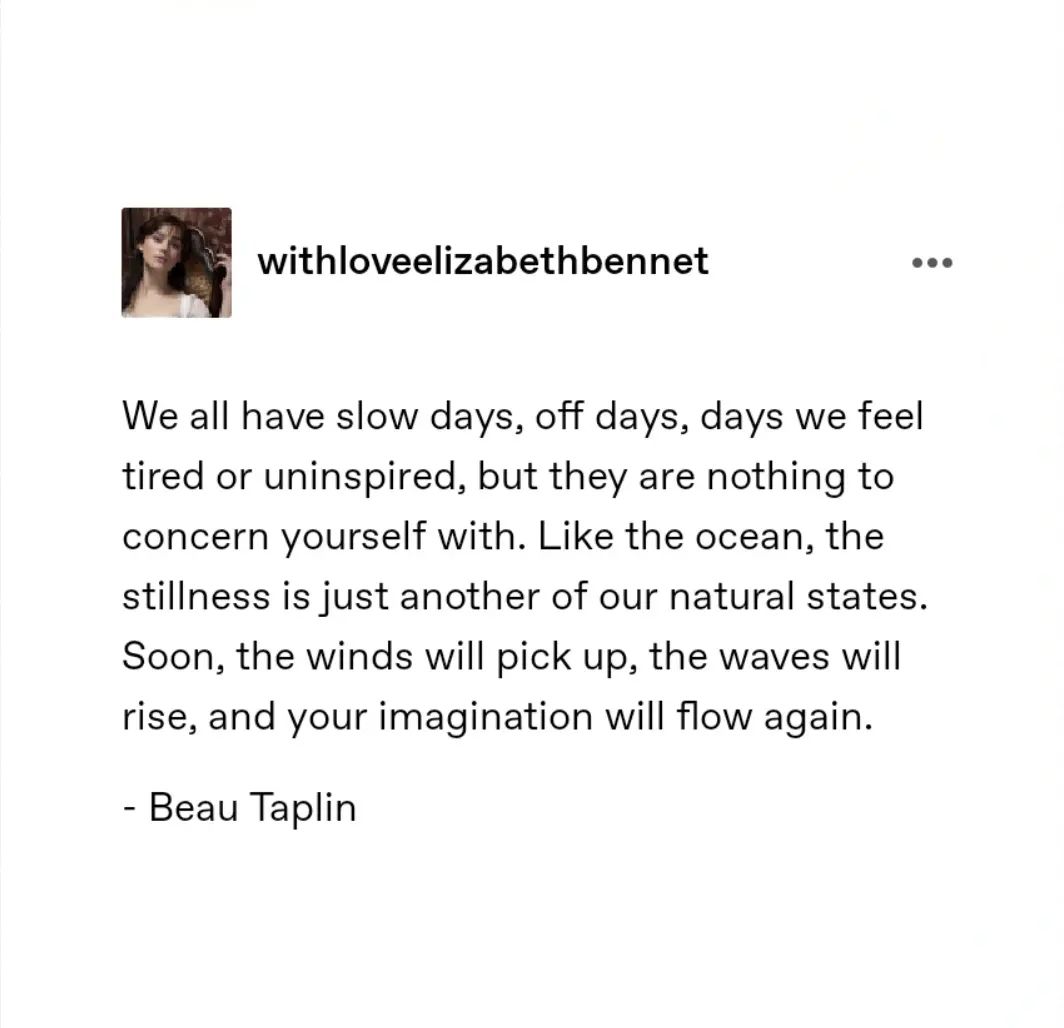 withloveelizabethbennet
We all have slow days, off days, days we feel
tired or uninspired, but they are nothing to
concern yourself with. Like the ocean, the
stillness is just another of our natural states.
Soon, the winds will pick up, the waves will
rise, and your imagination will flow again.
- Beau Taplin